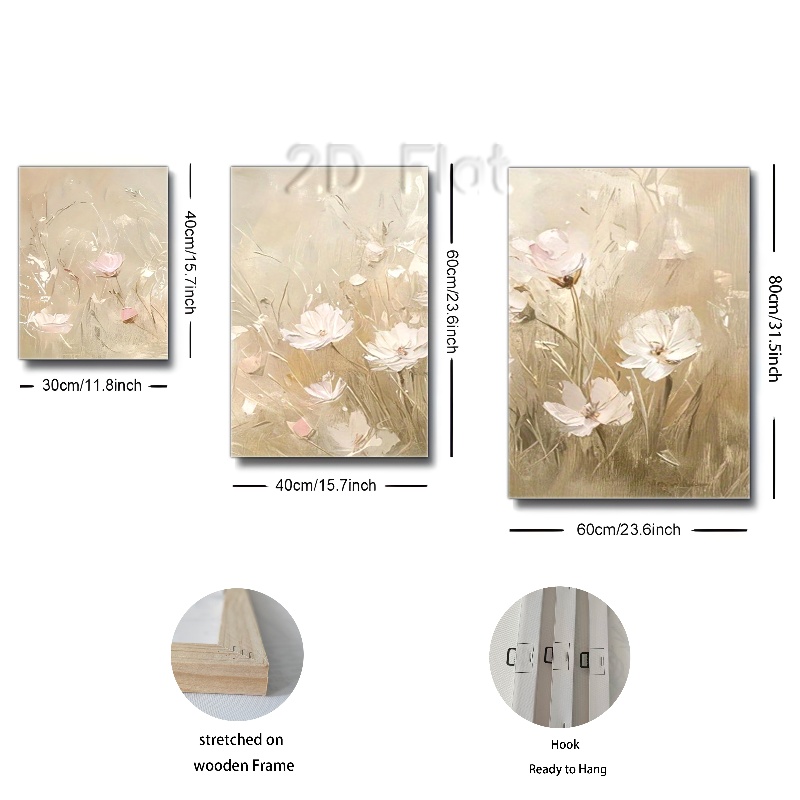 2D Flat
40cm/15.7inch
30cm/11.8inch
60cm/23.6inch
40cm/15.7inch
80cm/31.5inch
60cm/23.6inch
stretched on
wooden Frame
Hook
Ready to Hang